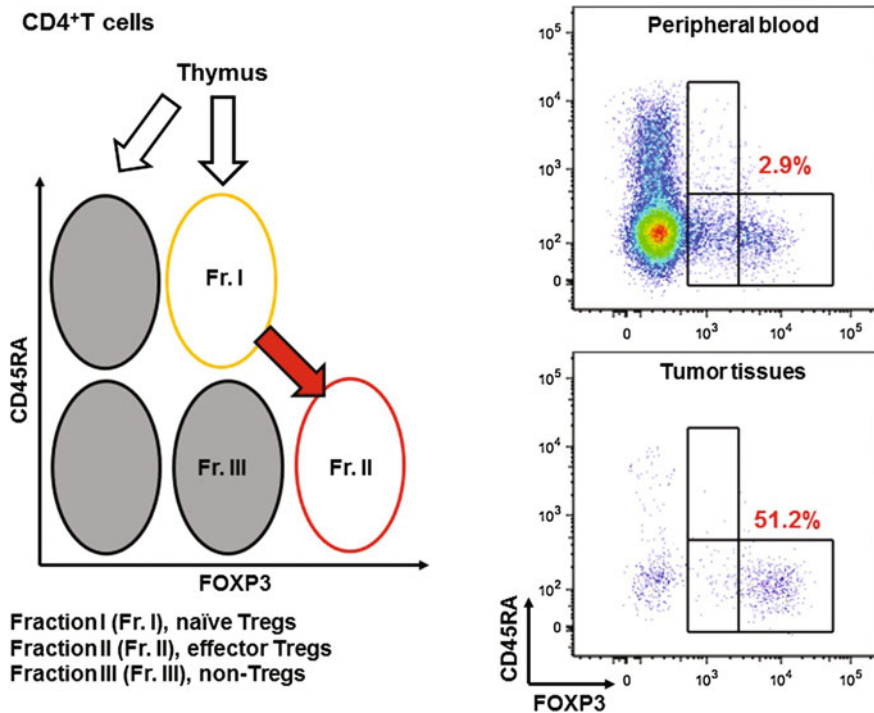 CD4⁺T cells
Thymus
Fr. I
Fr. III
Fr. II
CD45RA
FOXP3
Fraction I (Fr. I), naïve Tregs
Fraction II (Fr. II), effector Tregs
Fraction III (Fr. III), non-Tregs
Peripheral blood
10⁵
10⁴
10³
10²
0
2.9%
0
10³
10⁴
10⁵
Tumor tissues
10⁵
10⁴
10³
10²
0
51.2%
0
10³
10⁴
10⁵
CD45RA
FOXP3